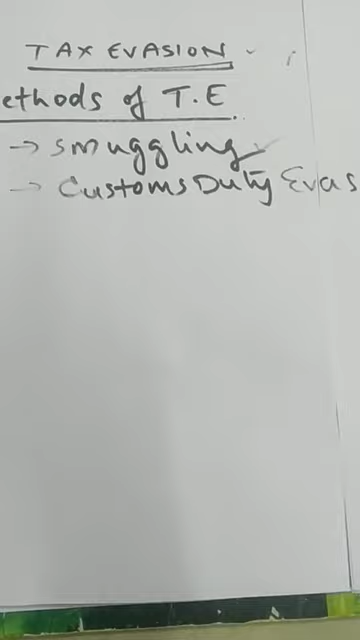 TAX EVASION
ethods of T.E
→ smuggling
→ Customs Duty Evas